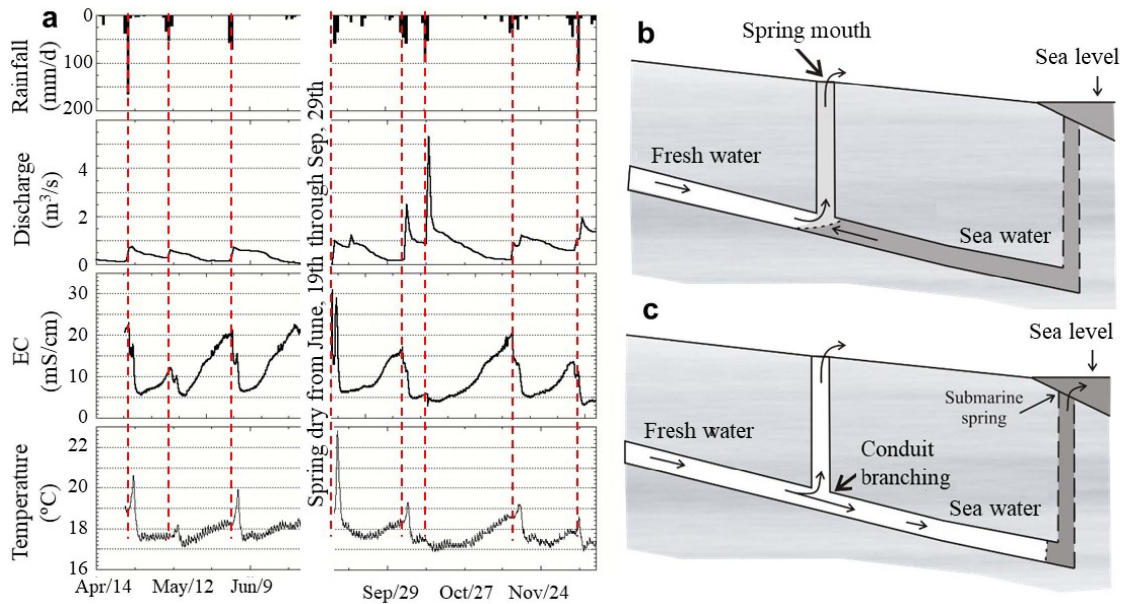 a
Rainfall
(mm/d)
0
100
200
Discharge
(m³/s)
4
2
0
EC
(mS/cm)
30
20
10
0
Temperature
(°C)
22
20
18
16
Apr/14
May/12
Jun/9
Spring dry from June, 19th through Sep, 29th
Sep/29
Oct/27
Nov/24
b
Spring mouth
Sea level
Fresh water
Sea water
c
Sea level
Submarine
spring
Fresh water
Conduit
branching
Sea water